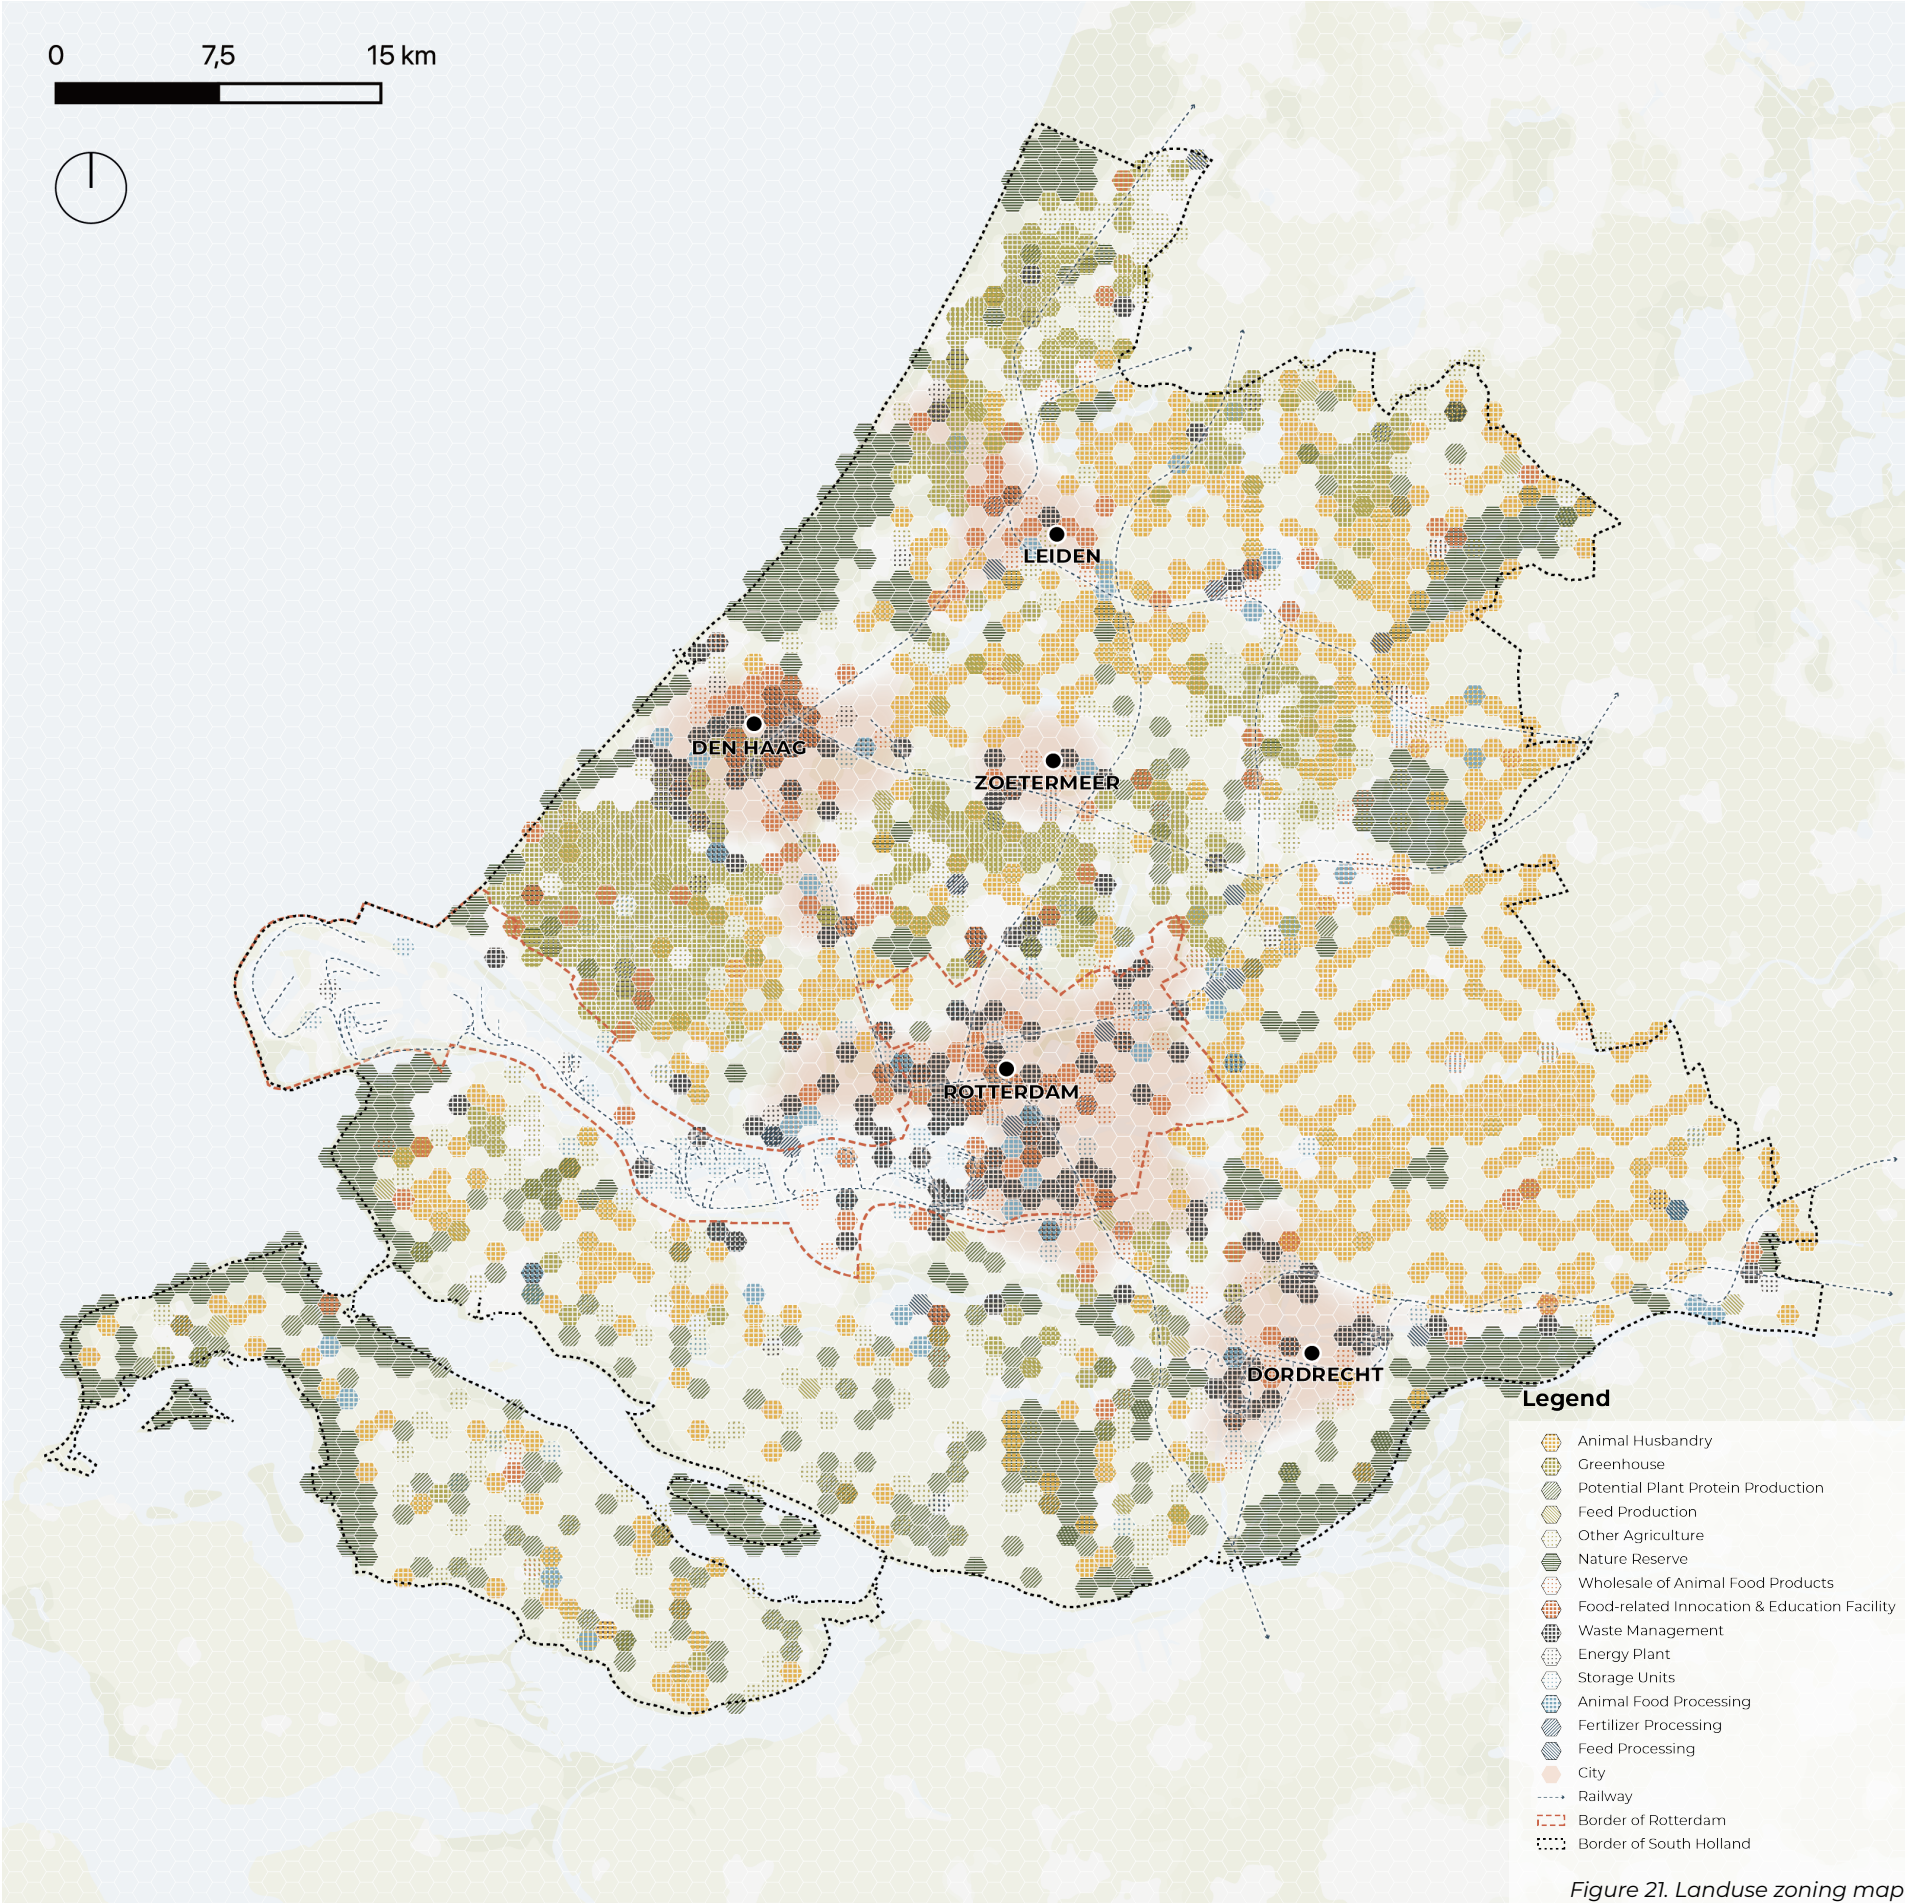 0 7,5 15 km
LEIDEN
DEN HAAG
ZOETERMEER
ROTTERDAM
DORDRECHT
Legend
Animal Husbandry
Greenhouse
Potential Plant Protein Production
Feed Production
Other Agriculture
Nature Reserve
Wholesale of Animal Food Products
Food-related Innocation & Education Facility
Waste Management
Energy Plant
Storage Units
Animal Food Processing
Fertilizer Processing
Feed Processing
City
Railway
Border of Rotterdam
Border of South Holland
Figure 21. Landuse zoning map